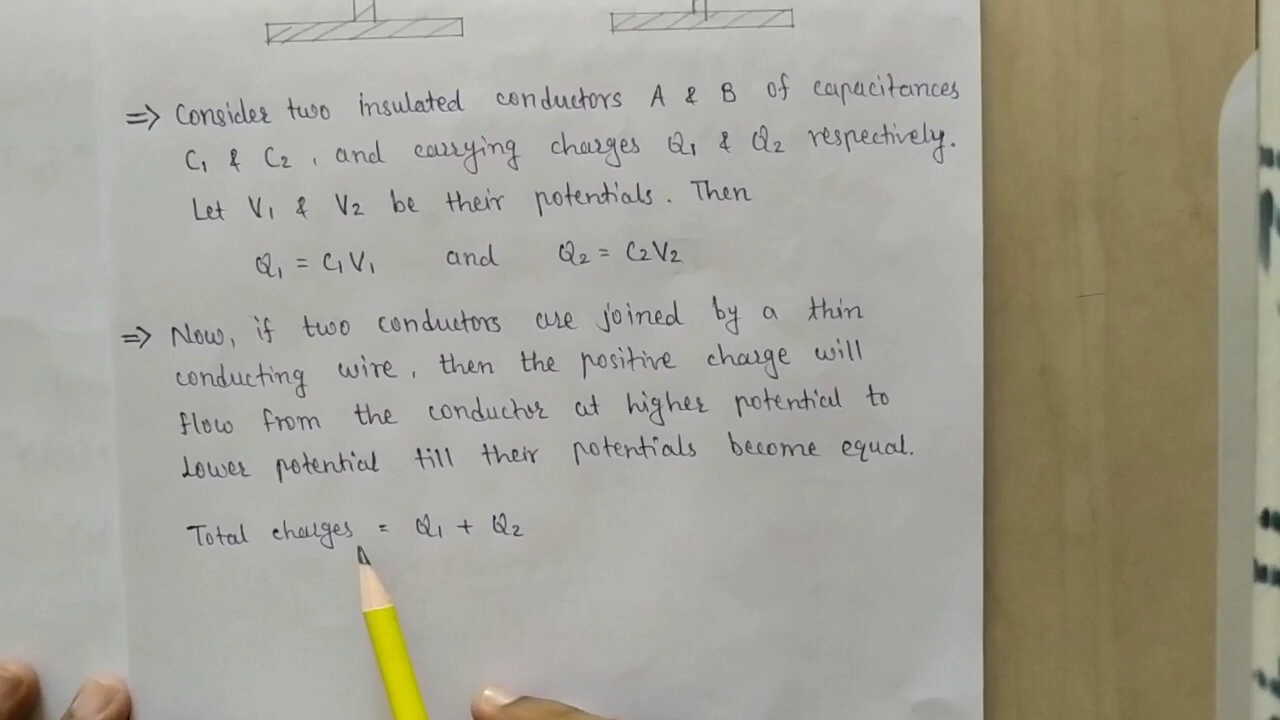 ⇒ Consider two insulated conductors A & B of capacitances
C₁ & C₂, and carrying charges Q₁ & Q₂ respectively.
Let V₁ & V₂ be their potentials. Then
Q₁ = C₁V₁ and Q₂ = C₂V₂
⇒ Now, if two conductors are joined by a thin
conducting wire, then the positive charge will
flow from the conductor at higher potential to
Lower potential till their potentials become equal.
Total charges = Q₁ + Q₂